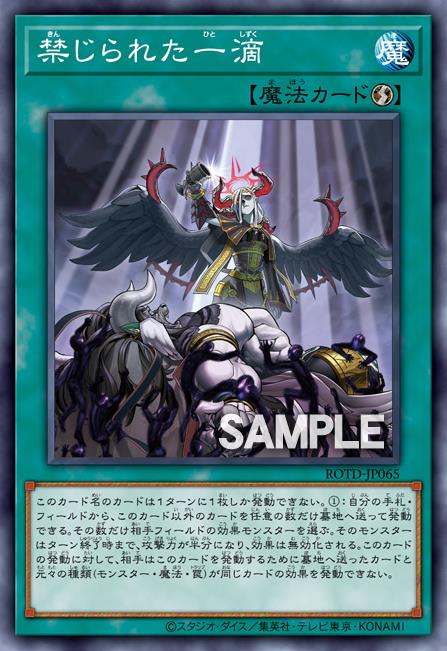 禁じられた一滴
【魔法カード】
魔
SAMPLE
ROTD-JP065
このカード名のカードは1ターンに1枚しか発動できない。①：自分の手札・
フィールドから、このカード以外のカードを任意の数だけ墓地へ送って発動
できる。その数だけ相手フィールドの効果モンスターを選ぶ。そのモンスター
はターン終了時まで、攻撃力が半分になり、効果は無効化される。このカード
の発動に対して、相手はこのカードを発動するために墓地へ送ったカードと
元々の種類（モンスター・魔法・罠）が同じカードの効果を発動できない。
©スタジオ・ダイス／集英社・テレビ東京・KONAMI